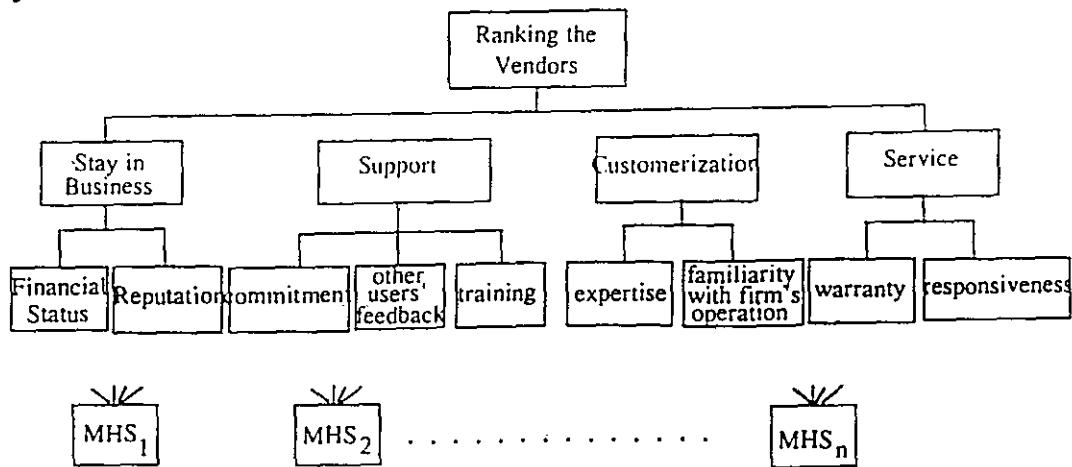 Ranking the
Vendors
Stay in
Business
Support
Customerization
Service
Financial
Status
Reputation
commitment
other
users'
feedback
training
expertise
familiarity
with firm's
operation
warranty
responsiveness
MHS1
MHS2
. . . . . . . . . . . . . . .
MHSn